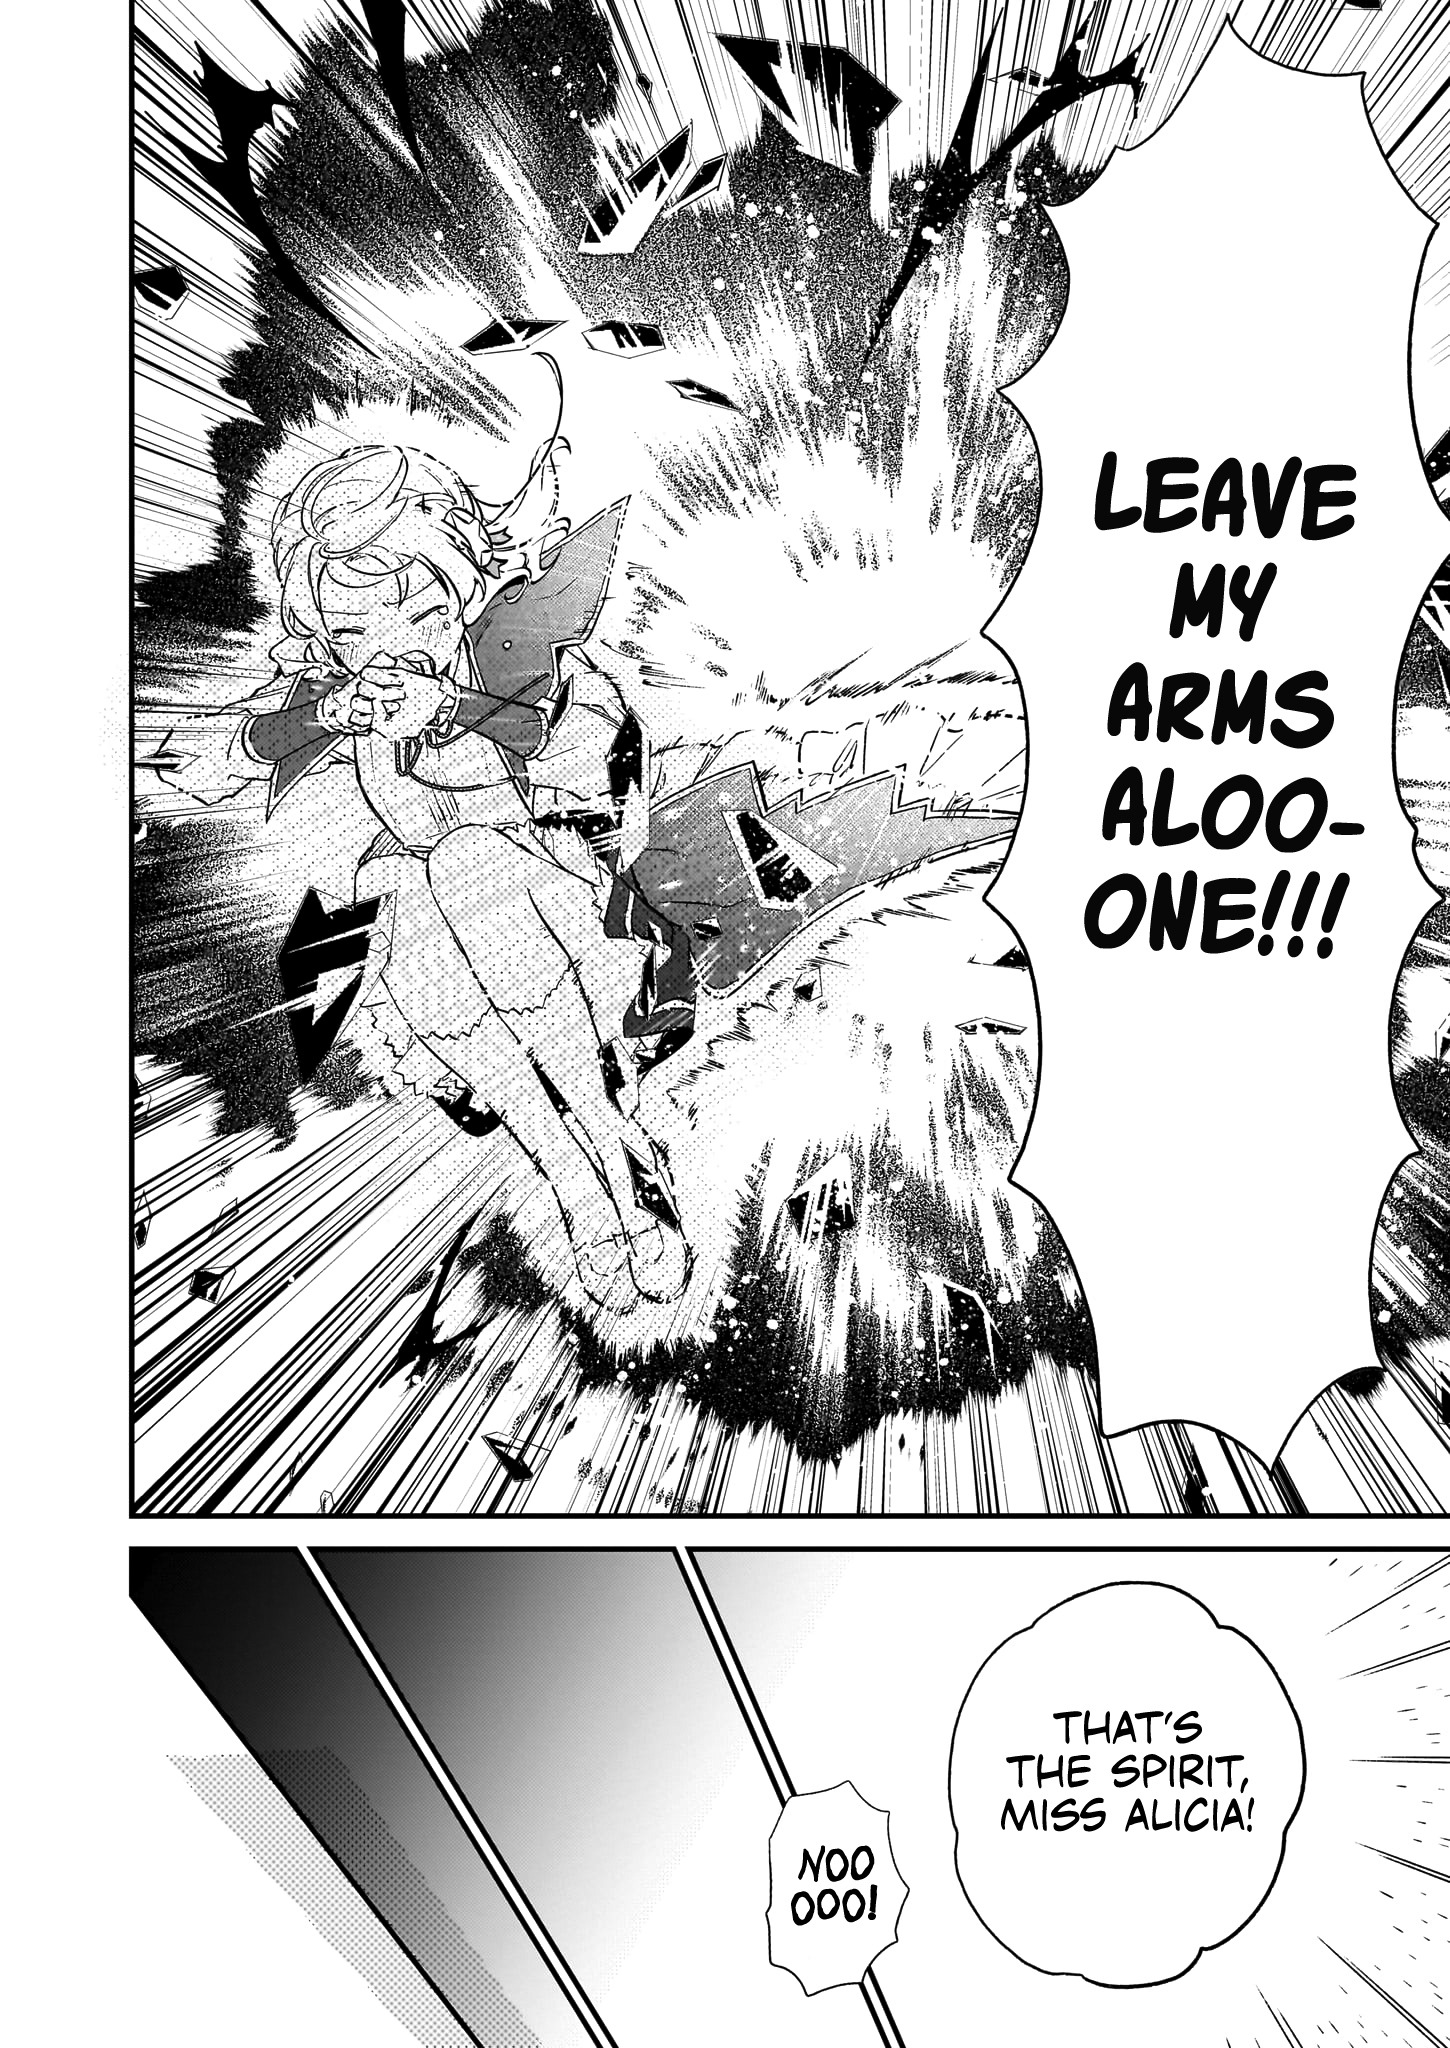 LEAVE
MY
ARMS
ALOO-
ONE!!!
THAT'S
THE SPIRIT,
MISS ALICIA!
NOO
OOO!